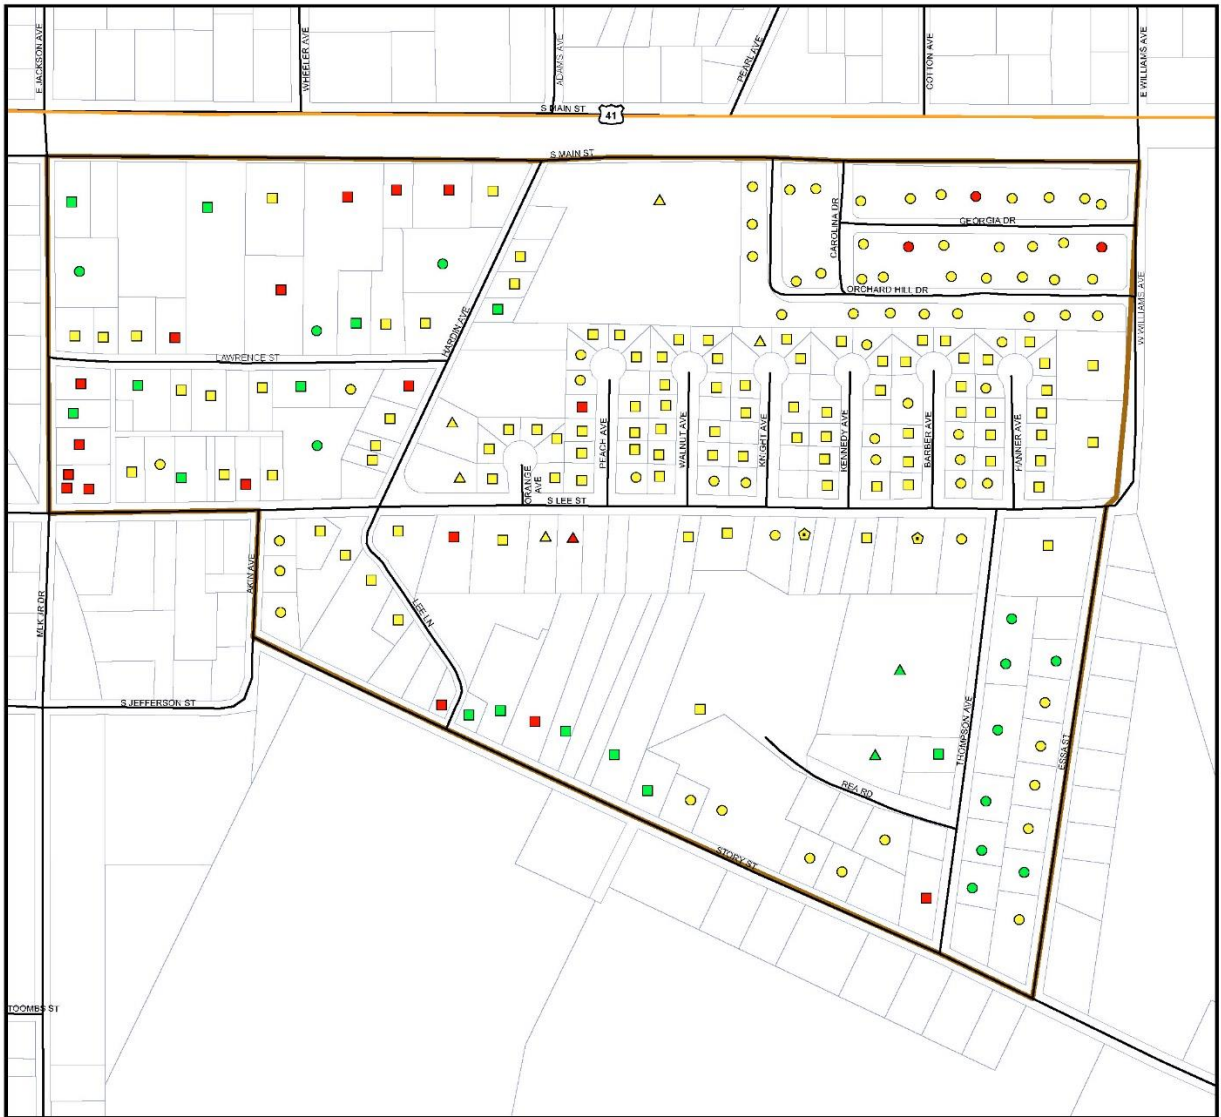 E JACKSON AVE
WHEELER AVE
ADAMS AVE
PEARL AVE
COTTON AVE
E WILLIAMS AVE
S MAIN ST
41
S MAIN ST
CAROLINA DR
GEORGIA DR
ORCHARD HILL DR
W WILLIAMS AVE
HARDIN AVE
LAWRENCE ST
PEACH AVE
WALNUT AVE
KNIGHT AVE
KENNEDY AVE
BARBER AVE
HANNER AVE
ORANGE
AVE
S LEE ST
AKIN AVE
MLK JR DR
LEE LN
S JEFFERSON ST
THOMPSON AVE
ESSA ST
REA RD
STORY ST
TOOMBS ST